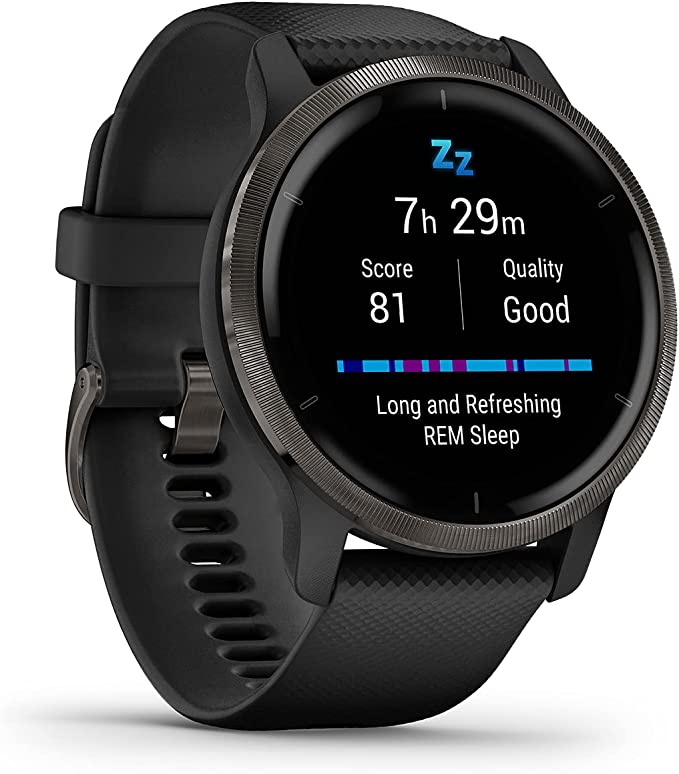 Zz
7h 29m
Score Quality
81 Good
Long and Refreshing
REM Sleep